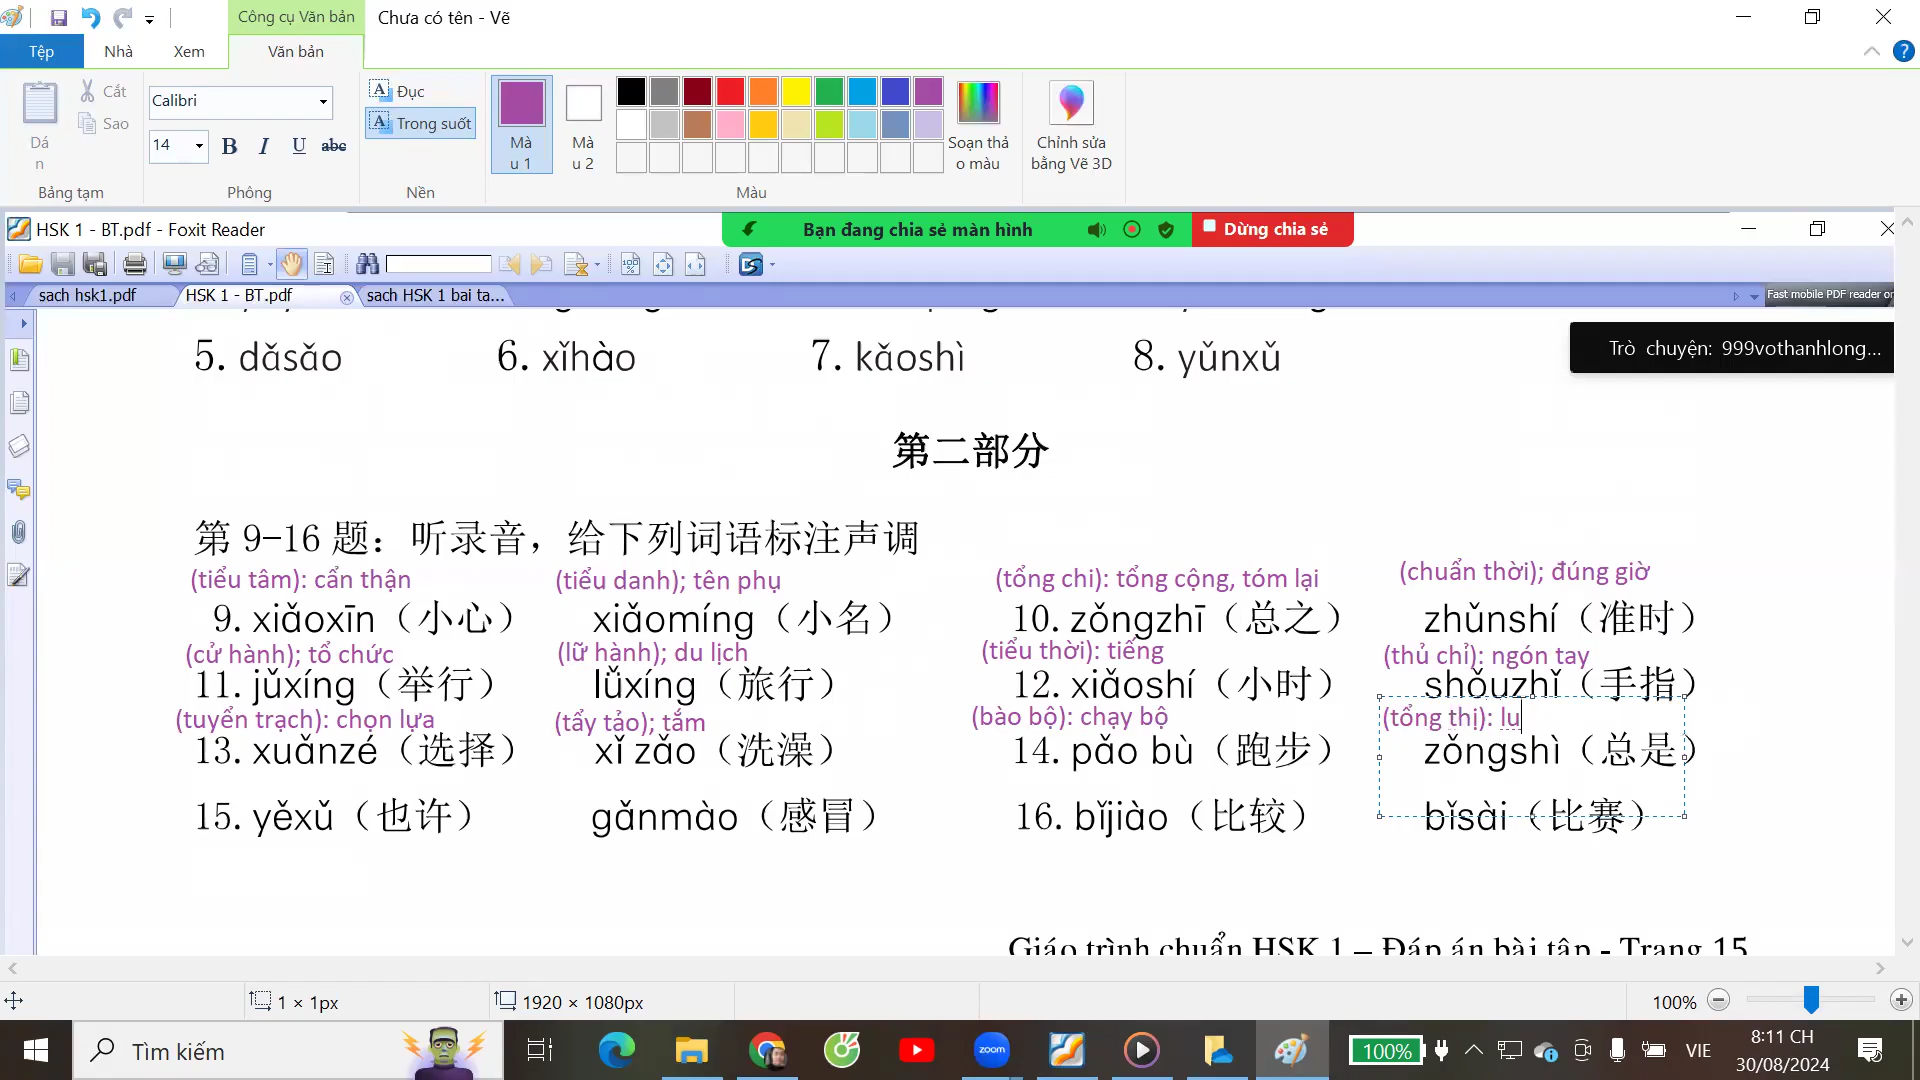 Công cụ Văn bản
Chưa có tên - Vẽ
Tệp
Nhà
Xem
Văn bản
Dán
Cắt
Sao
Bảng tạm
Calibri
14
B I U abc
Phông
Đục
Trong suốt
Nền
Màu 1
Màu 2
Soạn thảo màu
Chỉnh sửa bằng Vẽ 3D
Màu
HSK 1 - BT.pdf - Foxit Reader
Bạn đang chia sẻ màn hình
Dừng chia sẻ
sach hsk1.pdf
HSK 1 - BT.pdf
sach HSK 1 bai ta...
Fast mobile PDF reader
Trò chuyện: 999vothanhlong...
5. dǎsǎo 6. xǐhào 7. kǎoshì 8. yǔnxǔ
第二部分
第 9-16 题：听录音，给下列词语标注声调
(tiểu tâm): cẩn thận (tiểu danh); tên phụ (tổng chi): tổng cộng, tóm lại (chuẩn thời); đúng giờ
9. xiǎoxīn（小心） xiǎomíng（小名） 10. zǒngzhī（总之） zhǔnshí（准时）
(cử hành); tổ chức (lữ hành); du lịch (tiểu thời): tiếng (thủ chỉ): ngón tay
11. jǔxíng（举行） lǚxíng（旅行） 12. xiǎoshí（小时） shǒuzhǐ（手指）
(tuyển trạch): chọn lựa (tẩy tảo); tắm (bào bộ): chạy bộ (tổng thị): lu
13. xuǎnzé（选择） xǐ zǎo（洗澡） 14. pǎo bù（跑步） zǒngshì（总是）
15. yěxǔ（也许） gǎnmào（感冒） 16. bǐjiào（比较） bǐsài（比赛）
Giáo trình chuẩn HSK 1 – Đáp án bài tập - Trang 15
1 × 1px
1920 × 1080px
100%
Tìm kiếm
zoom
100%
VIE
8:11 CH
30/08/2024